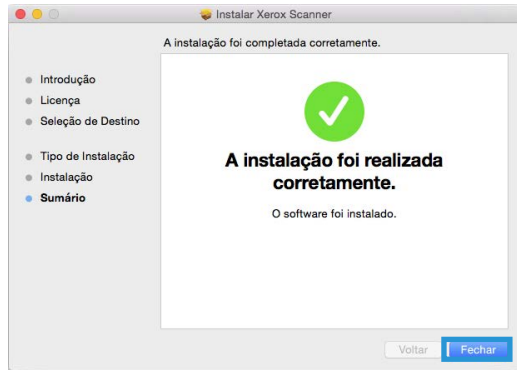 Instalar Xerox Scanner
A instalação foi completada corretamente.
Introdução
Licença
Seleção de Destino
Tipo de Instalação
Instalação
Sumário
A instalação foi realizada
corretamente.
O software foi instalado.
Voltar
Fechar